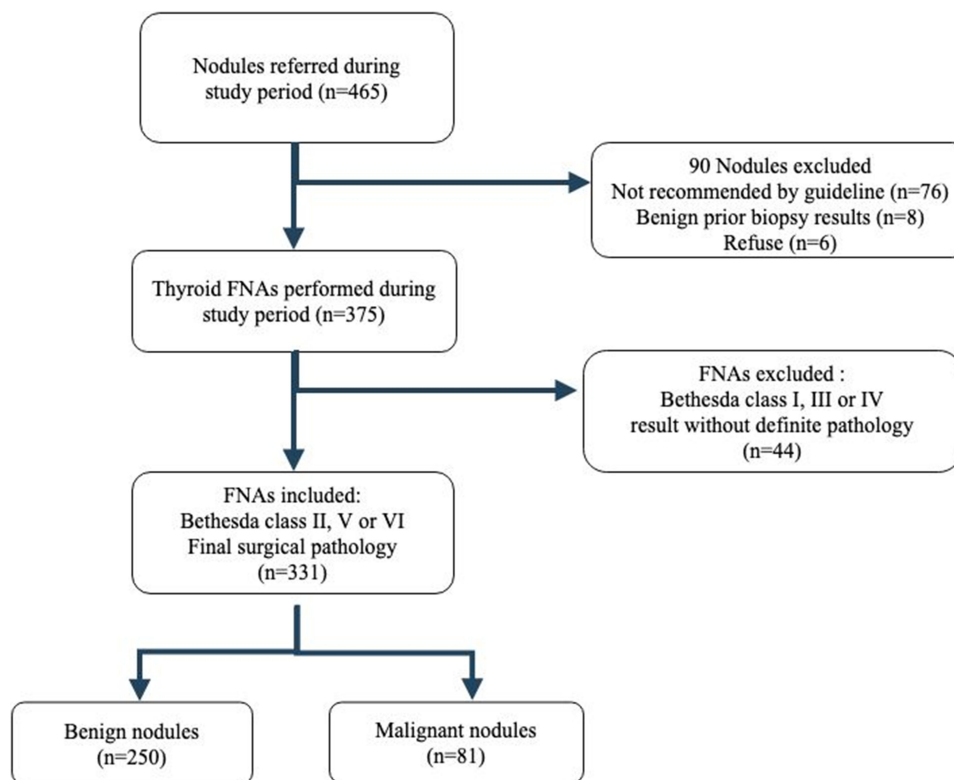 Nodules referred during
study period (n=465)
90 Nodules excluded
Not recommended by guideline (n=76)
Benign prior biopsy results (n=8)
Refuse (n=6)
Thyroid FNAs performed during
study period (n=375)
FNAs excluded :
Bethesda class I, III or IV
result without definite pathology
(n=44)
FNAs included:
Bethesda class II, V or VI
Final surgical pathology
(n=331)
Benign nodules
(n=250)
Malignant nodules
(n=81)